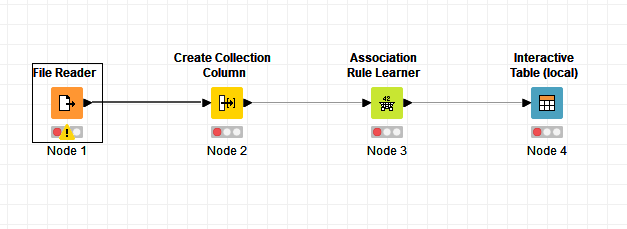 File Reader
Create Collection
Column
Association
Rule Learner
Interactive
Table (local)
42
Node 1
Node 2
Node 3
Node 4